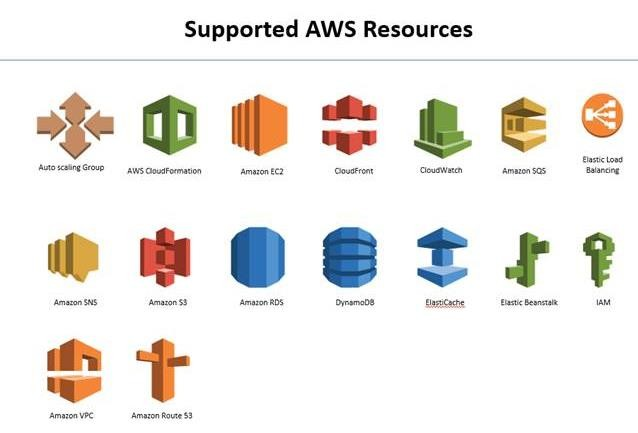 Supported AWS Resources
Auto scaling Group
AWS CloudFormation
Amazon EC2
CloudFront
CloudWatch
Amazon SQS
Elastic Load
Balancing
Amazon SNS
Amazon S3
Amazon RDS
DynamoDB
ElastiCache
Elastic Beanstalk
IAM
Amazon VPC
Amazon Route 53